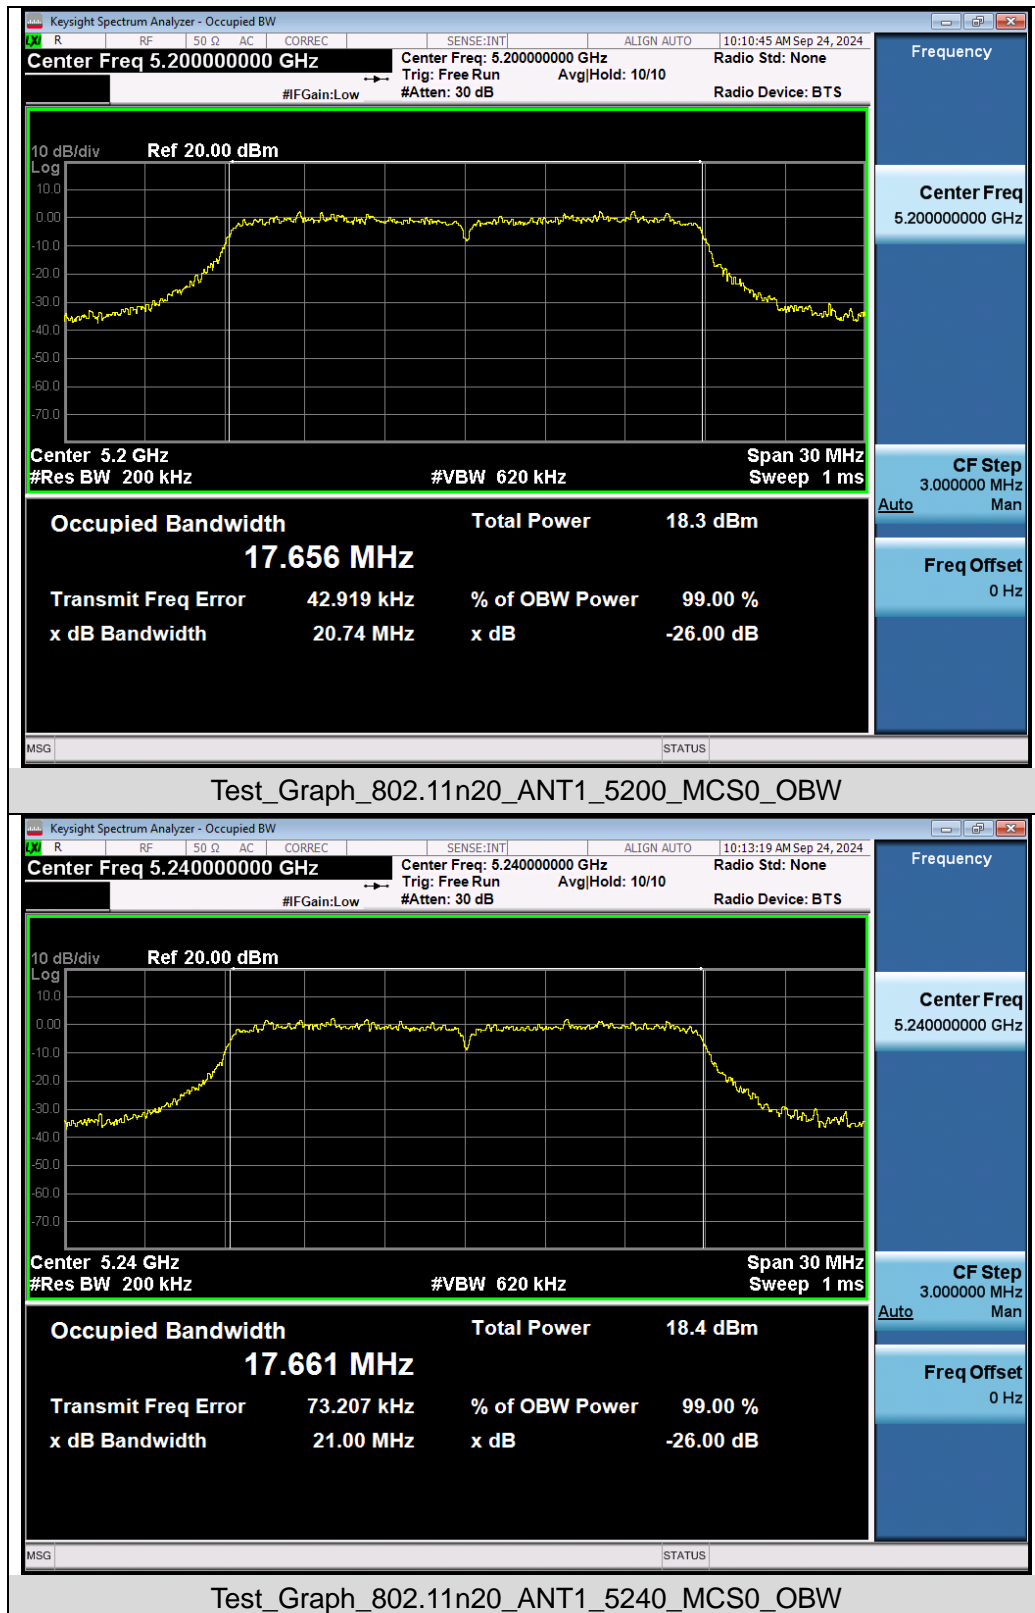 Keysight Spectrum Analyzer - Occupied BW
LXI R RF 50 Ω AC CORREC SENSE:INT ALIGN AUTO 10:10:45 AM Sep 24, 2024
Center Freq 5.200000000 GHz Center Freq: 5.200000000 GHz Radio Std: None
Trig: Free Run Avg|Hold: 10/10
#IFGain:Low #Atten: 30 dB Radio Device: BTS
Frequency
10 dB/div Ref 20.00 dBm
Log
10.0
0.00
-10.0
-20.0
-30.0
-40.0
-50.0
-60.0
-70.0
Center 5.2 GHz Span 30 MHz
#Res BW 200 kHz #VBW 620 kHz Sweep 1 ms
Center Freq
5.200000000 GHz
CF Step
3.000000 MHz
Auto Man
Freq Offset
0 Hz
Occupied Bandwidth Total Power 18.3 dBm
17.656 MHz
Transmit Freq Error 42.919 kHz % of OBW Power 99.00 %
x dB Bandwidth 20.74 MHz x dB -26.00 dB
MSG STATUS
Test_Graph_802.11n20_ANT1_5200_MCS0_OBW
Keysight Spectrum Analyzer - Occupied BW
LXI R RF 50 Ω AC CORREC SENSE:INT ALIGN AUTO 10:13:19 AM Sep 24, 2024
Center Freq 5.240000000 GHz Center Freq: 5.240000000 GHz Radio Std: None
Trig: Free Run Avg|Hold: 10/10
#IFGain:Low #Atten: 30 dB Radio Device: BTS
Frequency
10 dB/div Ref 20.00 dBm
Log
10.0
0.00
-10.0
-20.0
-30.0
-40.0
-50.0
-60.0
-70.0
Center 5.24 GHz Span 30 MHz
#Res BW 200 kHz #VBW 620 kHz Sweep 1 ms
Center Freq
5.240000000 GHz
CF Step
3.000000 MHz
Auto Man
Freq Offset
0 Hz
Occupied Bandwidth Total Power 18.4 dBm
17.661 MHz
Transmit Freq Error 73.207 kHz % of OBW Power 99.00 %
x dB Bandwidth 21.00 MHz x dB -26.00 dB
MSG STATUS
Test_Graph_802.11n20_ANT1_5240_MCS0_OBW